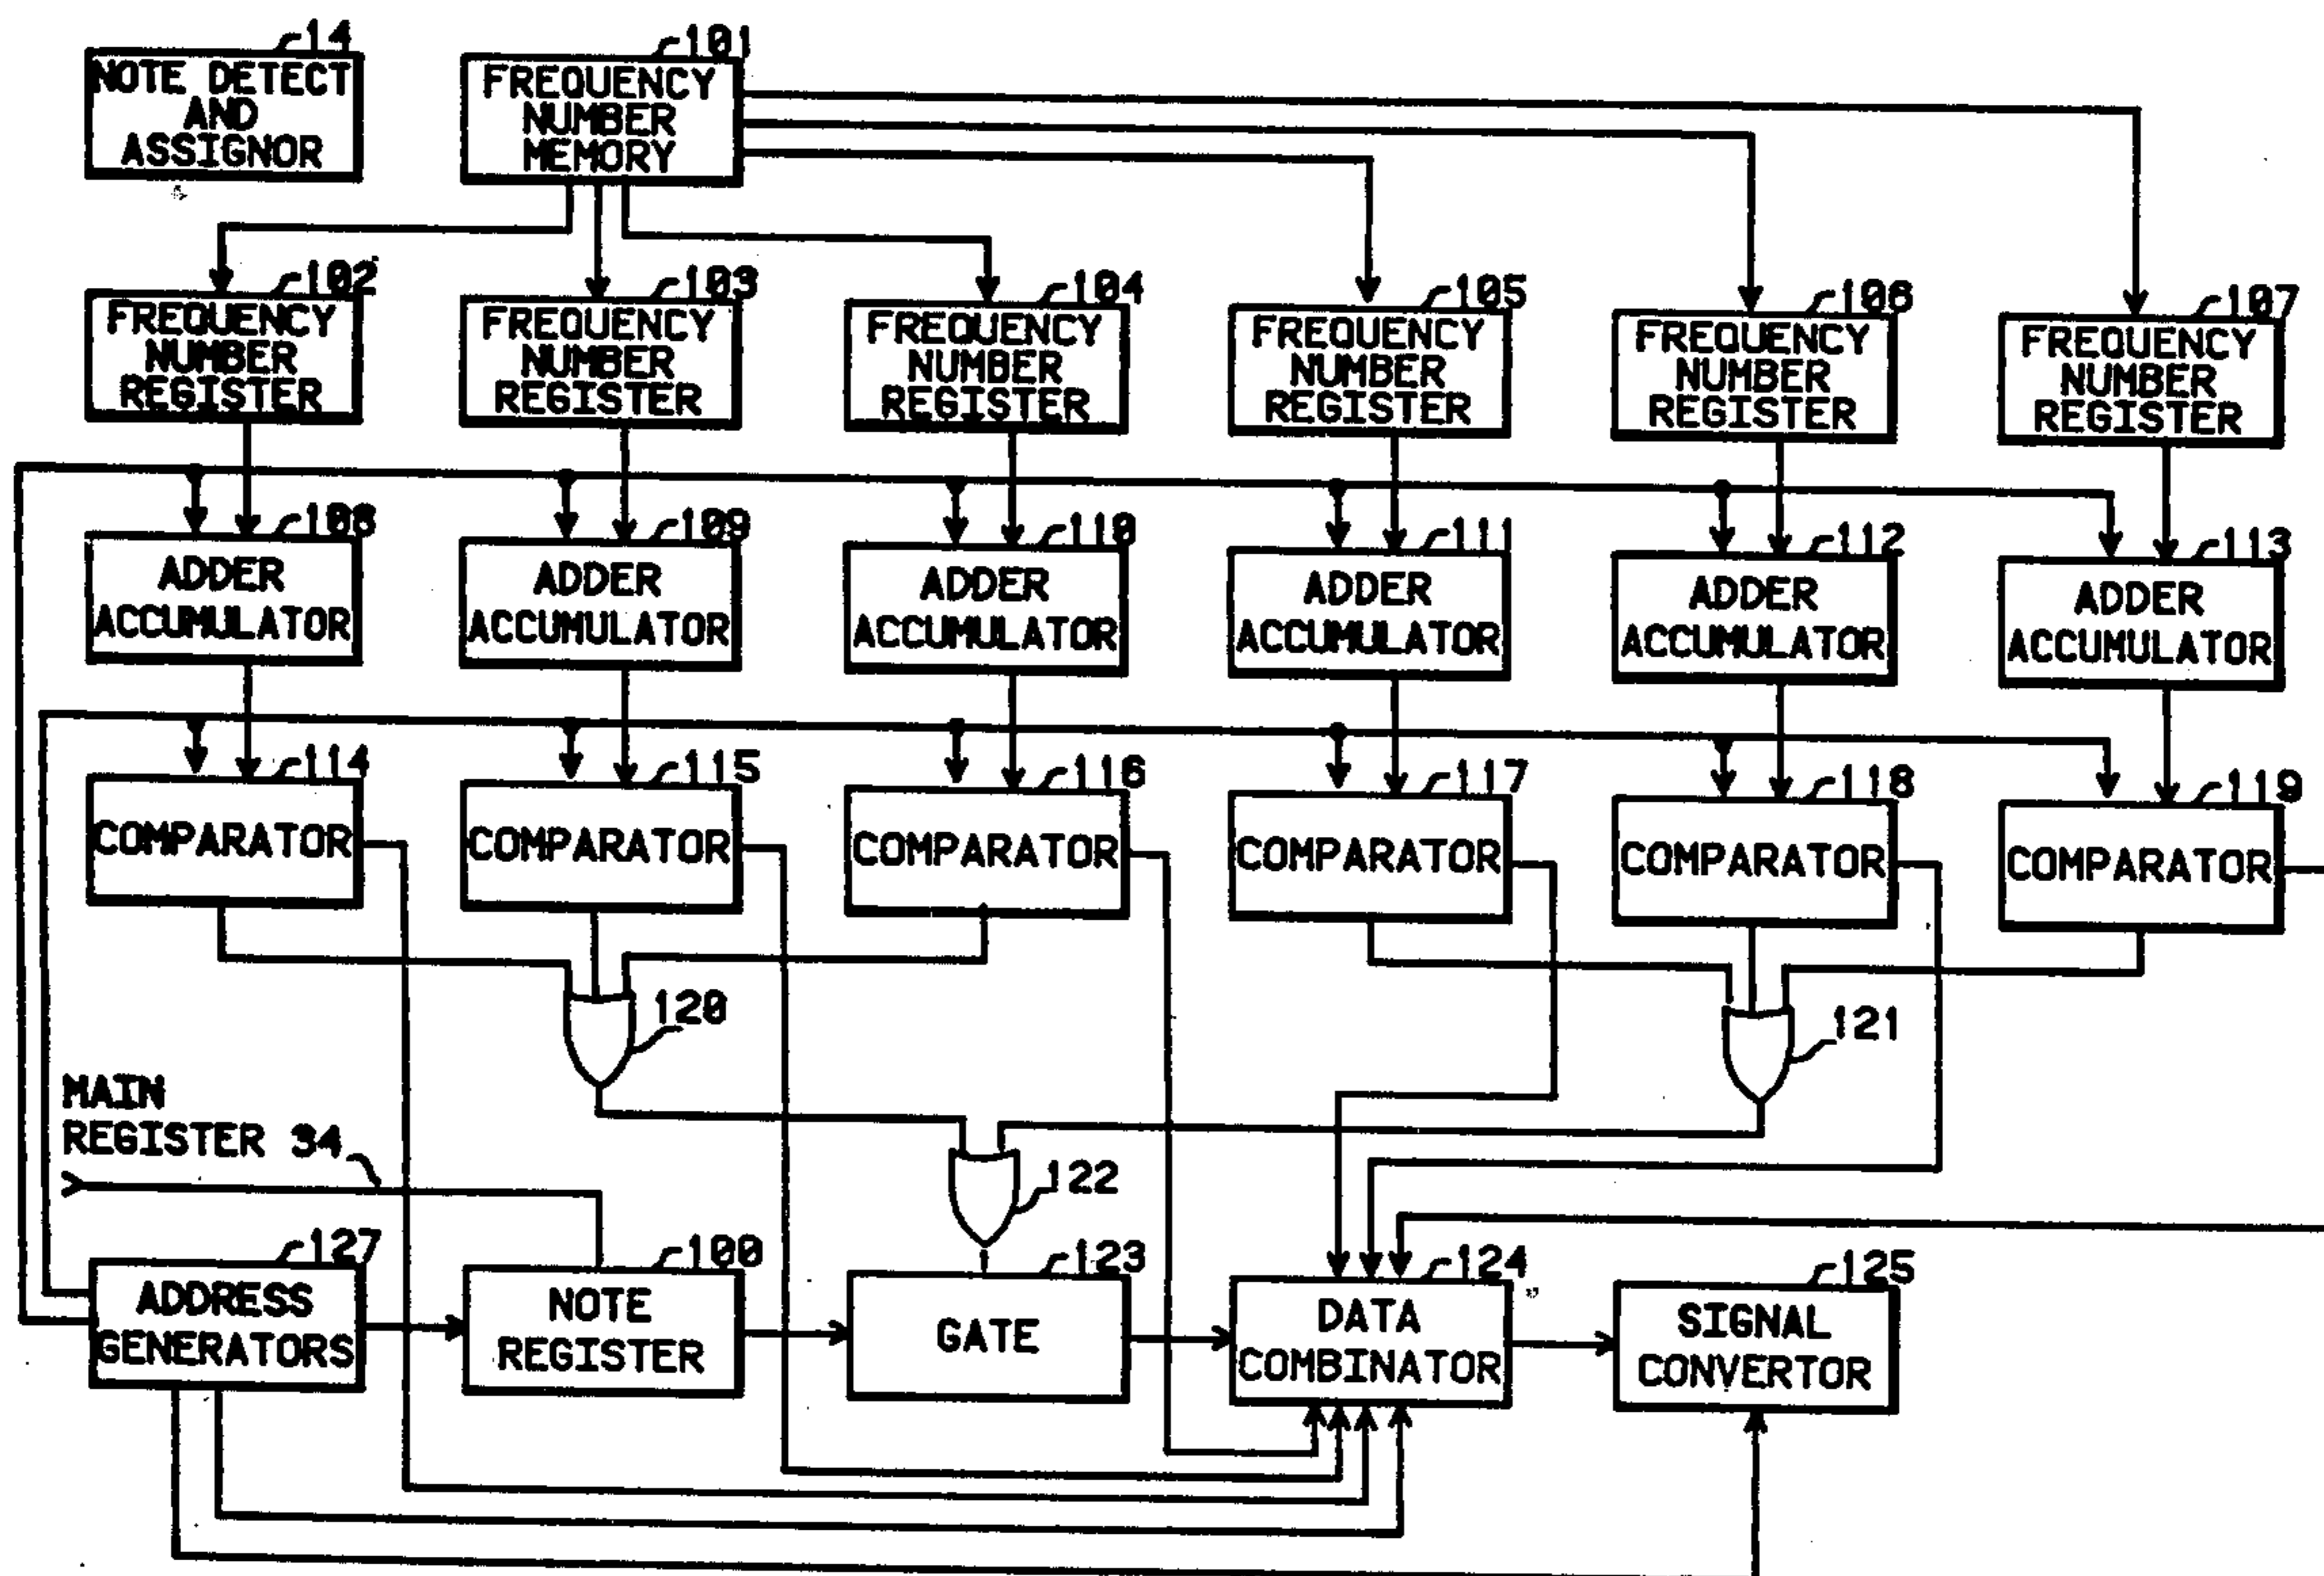 14
NOTE DETECT
AND
ASSIGNOR
101
FREQUENCY
NUMBER
MEMORY
102
FREQUENCY
NUMBER
REGISTER
103
FREQUENCY
NUMBER
REGISTER
104
FREQUENCY
NUMBER
REGISTER
105
FREQUENCY
NUMBER
REGISTER
106
FREQUENCY
NUMBER
REGISTER
107
FREQUENCY
NUMBER
REGISTER
108
ADDER
ACCUMULATOR
109
ADDER
ACCUMULATOR
110
ADDER
ACCUMULATOR
111
ADDER
ACCUMULATOR
112
ADDER
ACCUMULATOR
113
ADDER
ACCUMULATOR
114
COMPARATOR
115
COMPARATOR
116
COMPARATOR
117
COMPARATOR
118
COMPARATOR
119
COMPARATOR
120
121
MAIN
REGISTER 34
122
127
ADDRESS
GENERATORS
100
NOTE
REGISTER
123
GATE
124
DATA
COMBINATOR
125
SIGNAL
CONVERTOR